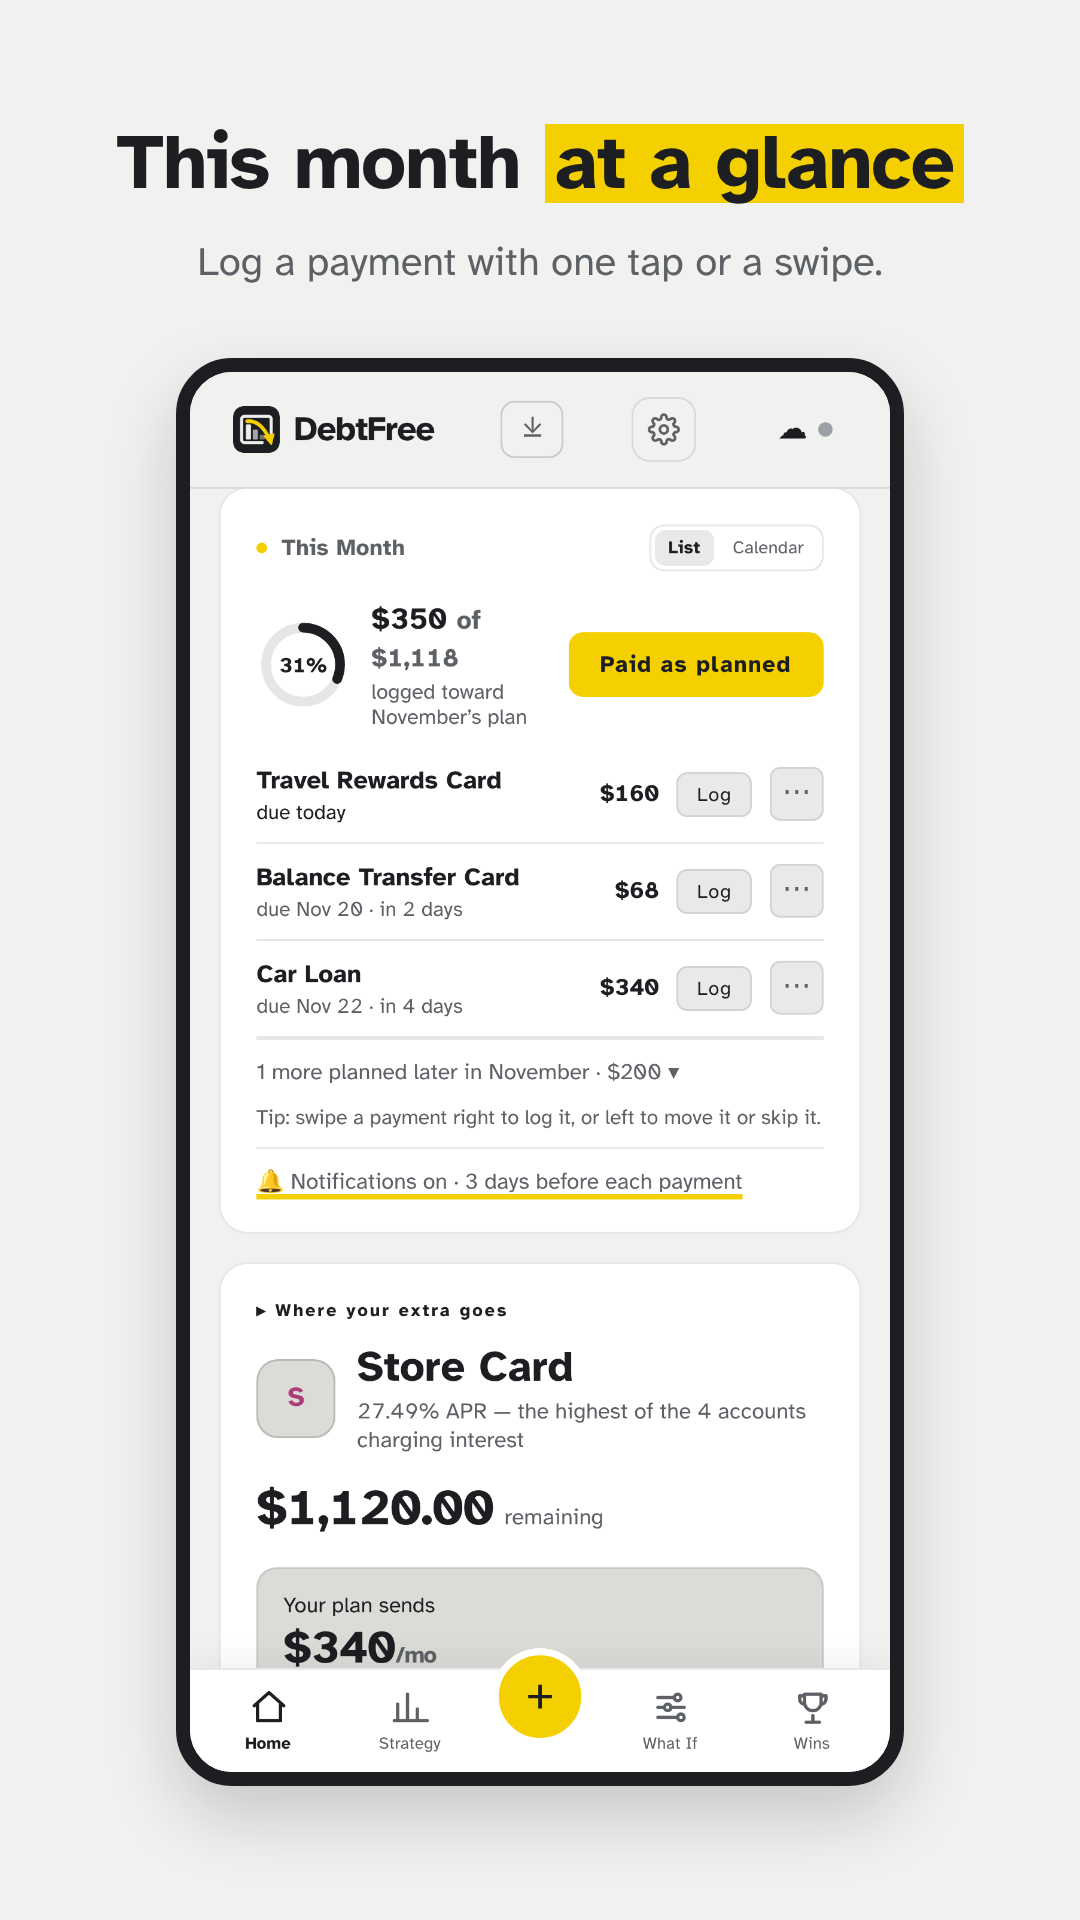 This month at a glance
Log a payment with one tap or a swipe.
DebtFree
This Month
List
Calendar
31%
$350 of
$1,118
logged toward
November’s plan
Paid as planned
Travel Rewards Card
due today
$160
Log
⋯
Balance Transfer Card
due Nov 20 · in 2 days
$68
Log
⋯
Car Loan
due Nov 22 · in 4 days
$340
Log
⋯
1 more planned later in November · $200 ▾
Tip: swipe a payment right to log it, or left to move it or skip it.
🔔 Notifications on · 3 days before each payment
▸ Where your extra goes
S
Store Card
27.49% APR — the highest of the 4 accounts
charging interest
$1,120.00 remaining
Your plan sends
$340/mo
+
Home
Strategy
What If
Wins